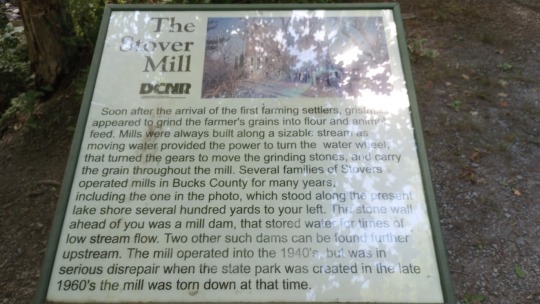 The
Stover
Mill
DCNR
Soon after the arrival of the first farming settlers,
appeared to grind the farmer's grains into flour and animal
feed. Mills were always built along a sizable stream as
moving water provided the power to turn the water wheel,
that turned the gears to move the grinding stones, and carry
the grain throughout the mill. Several families of Stovers
operated mills in Bucks County for many years,
including the one in the photo, which stood along the present
lake shore several hundred yards to your left. The stone wall
ahead of you was a mill dam, that stored water for times of
low stream flow. Two other such dams can be found further
upstream. The mill operated into the 1940's, but was in
serious disrepair when the state park was created in the late
1960's the mill was torn down at that time.